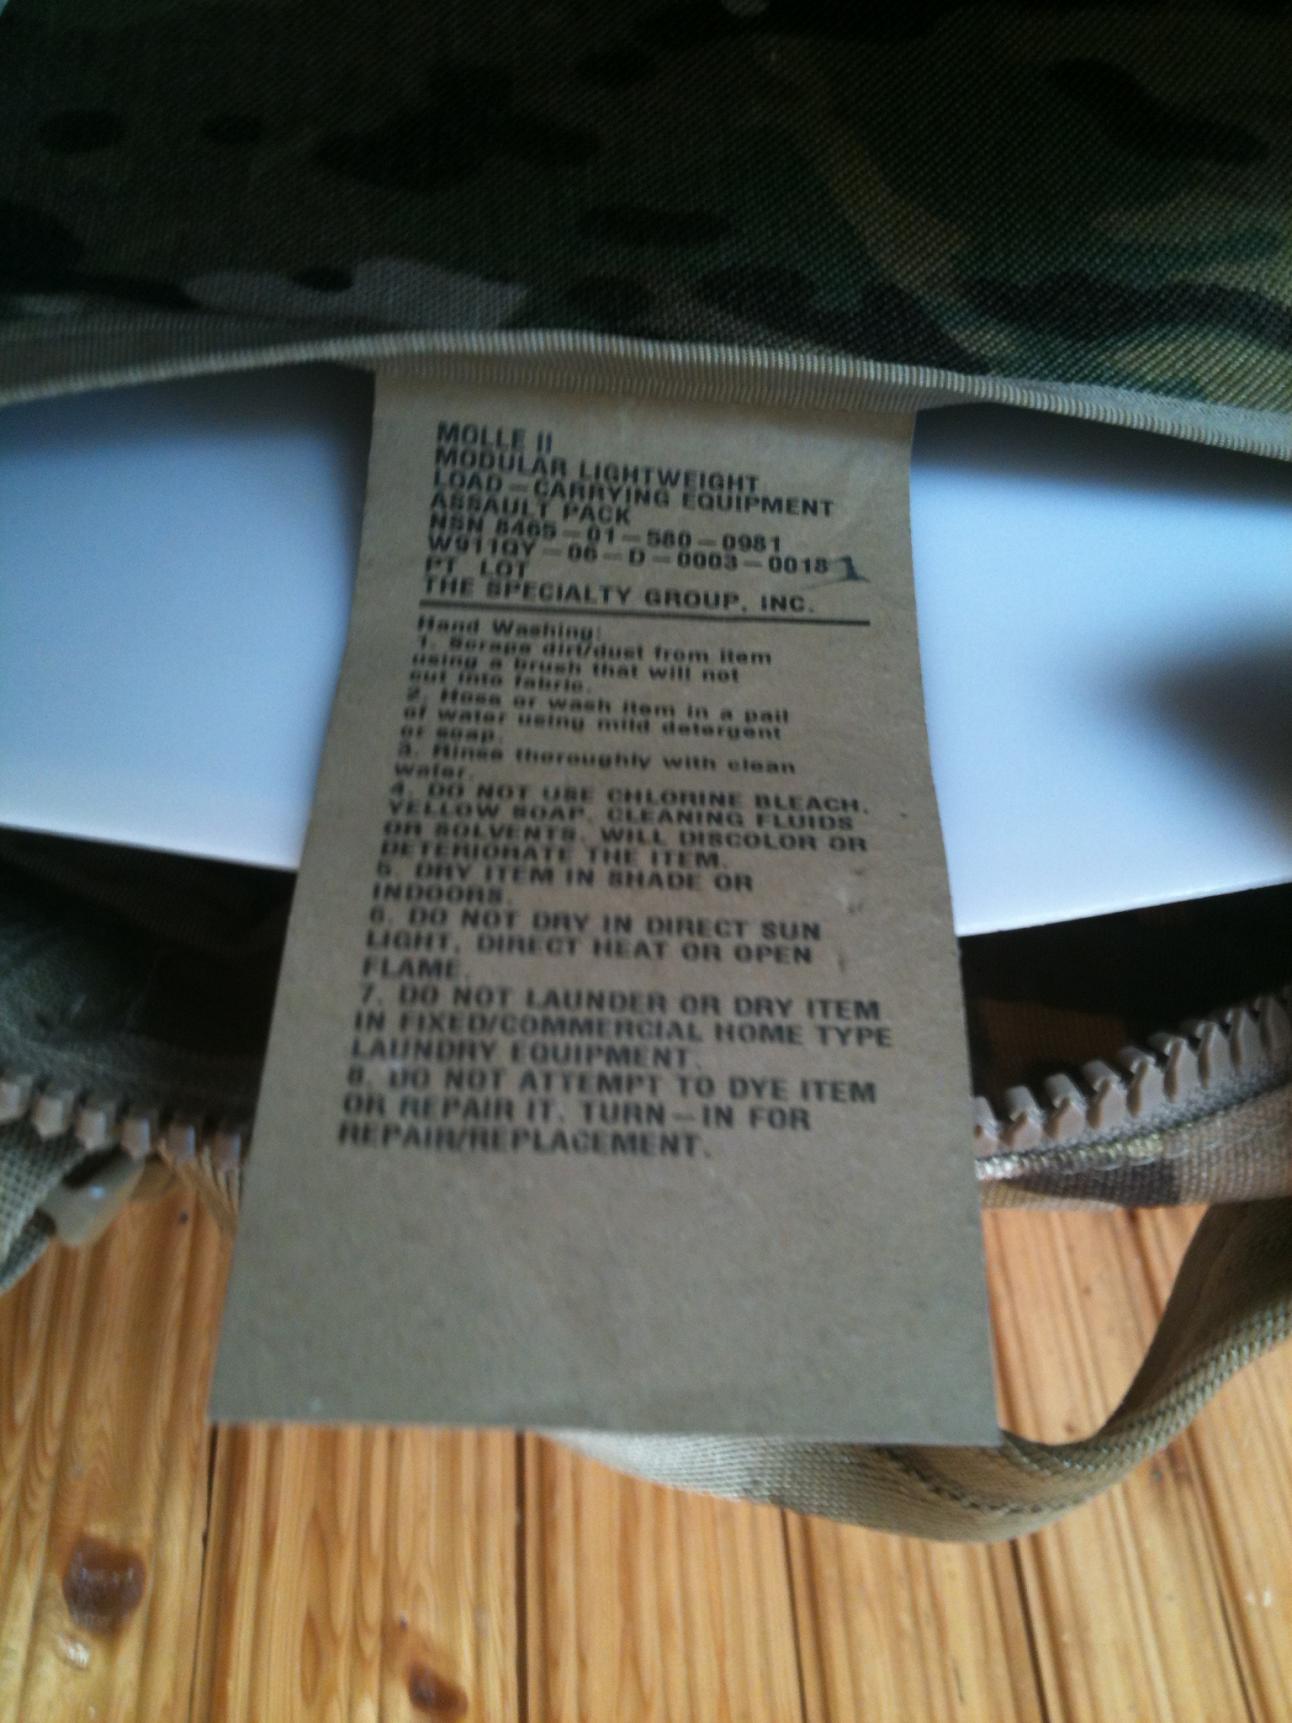 MOLLE II
MODULAR LIGHTWEIGHT
LOAD-CARRYING EQUIPMENT
ASSAULT PACK
NSN 8465-01-580-0981
W911QY-06-D-0003-0018 1
PT. LOT
THE SPECIALTY GROUP, INC.
Hand Washing:
1. Scrape dirt/dust from item
using a brush that will not
cut into fabric.
2. Hose or wash item in a pail
of water using mild detergent
or soap.
3. Rinse thoroughly with clean
water.
4. DO NOT USE CHLORINE BLEACH,
YELLOW SOAP, CLEANING FLUIDS
OR SOLVENTS. WILL DISCOLOR OR
DETERIORATE THE ITEM.
5. DRY ITEM IN SHADE OR
INDOORS.
6. DO NOT DRY IN DIRECT SUN
LIGHT, DIRECT HEAT OR OPEN
FLAME.
7. DO NOT LAUNDER OR DRY ITEM
IN FIXED/COMMERCIAL HOME TYPE
LAUNDRY EQUIPMENT.
8. DO NOT ATTEMPT TO DYE ITEM
OR REPAIR IT. TURN-IN FOR
REPAIR/REPLACEMENT.